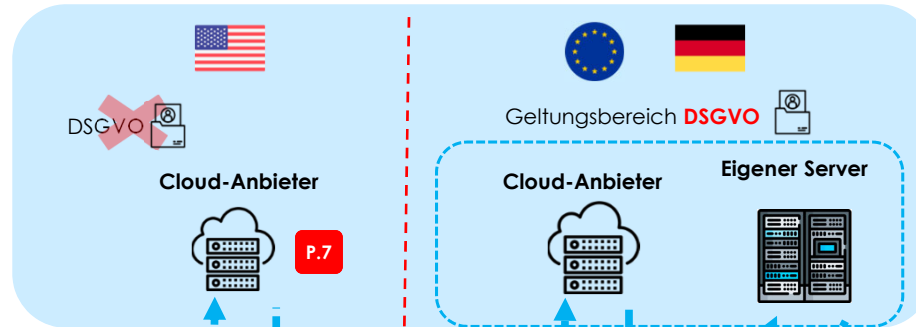 DSGVO
Geltungsbereich DSGVO
Cloud-Anbieter
P.7
Cloud-Anbieter
Eigener Server